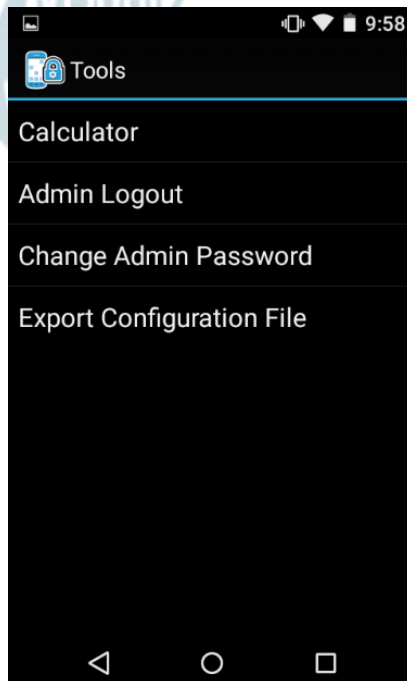 9:58
Tools
Calculator
Admin Logout
Change Admin Password
Export Configuration File